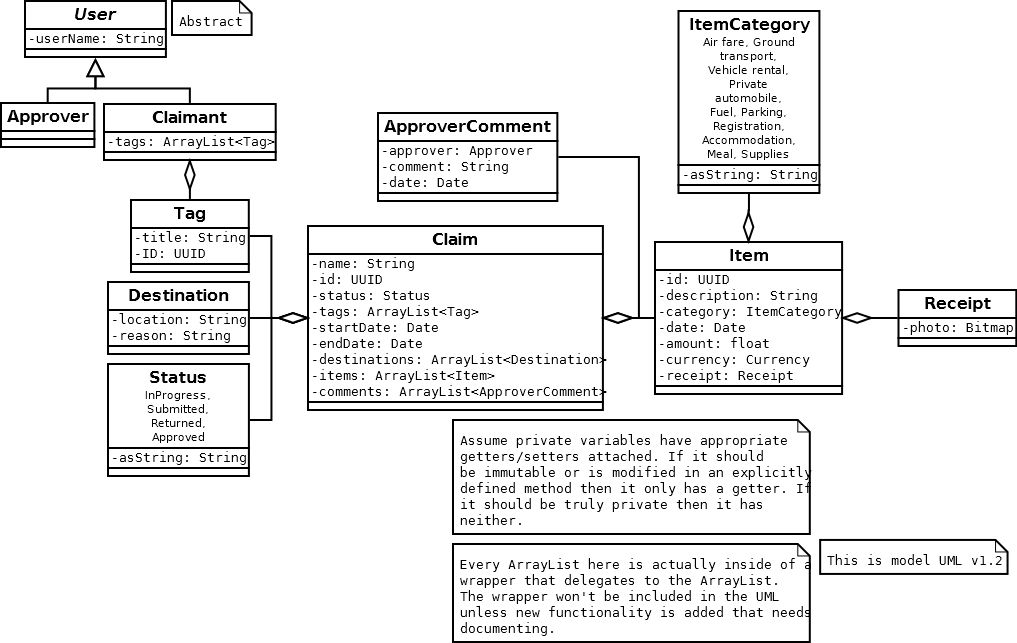 User
-userName: String
Abstract
Approver
Claimant
-tags: ArrayList<Tag>
Tag
-title: String
-ID: UUID
Destination
-location: String
-reason: String
Status
InProgress,
Submitted,
Returned,
Approved
-asString: String
ApproverComment
-approver: Approver
-comment: String
-date: Date
Claim
-name: String
-id: UUID
-status: Status
-tags: ArrayList<Tag>
-startDate: Date
-endDate: Date
-destinations: ArrayList<Destination>
-items: ArrayList<Item>
-comments: ArrayList<ApproverComment>
ItemCategory
Air fare, Ground
transport,
Vehicle rental,
Private
automobile,
Fuel, Parking,
Registration,
Accommodation,
Meal, Supplies
-asString: String
Item
-id: UUID
-description: String
-category: ItemCategory
-date: Date
-amount: float
-currency: Currency
-receipt: Receipt
Receipt
-photo: Bitmap
Assume private variables have appropriate
getters/setters attached. If it should
be immutable or is modified in an explicitly
defined method then it only has a getter. If
it should be truly private then it has
neither.
Every ArrayList here is actually inside of a
wrapper that delegates to the ArrayList.
The wrapper won't be included in the UML
unless new functionality is added that needs
documenting.
This is model UML v1.2